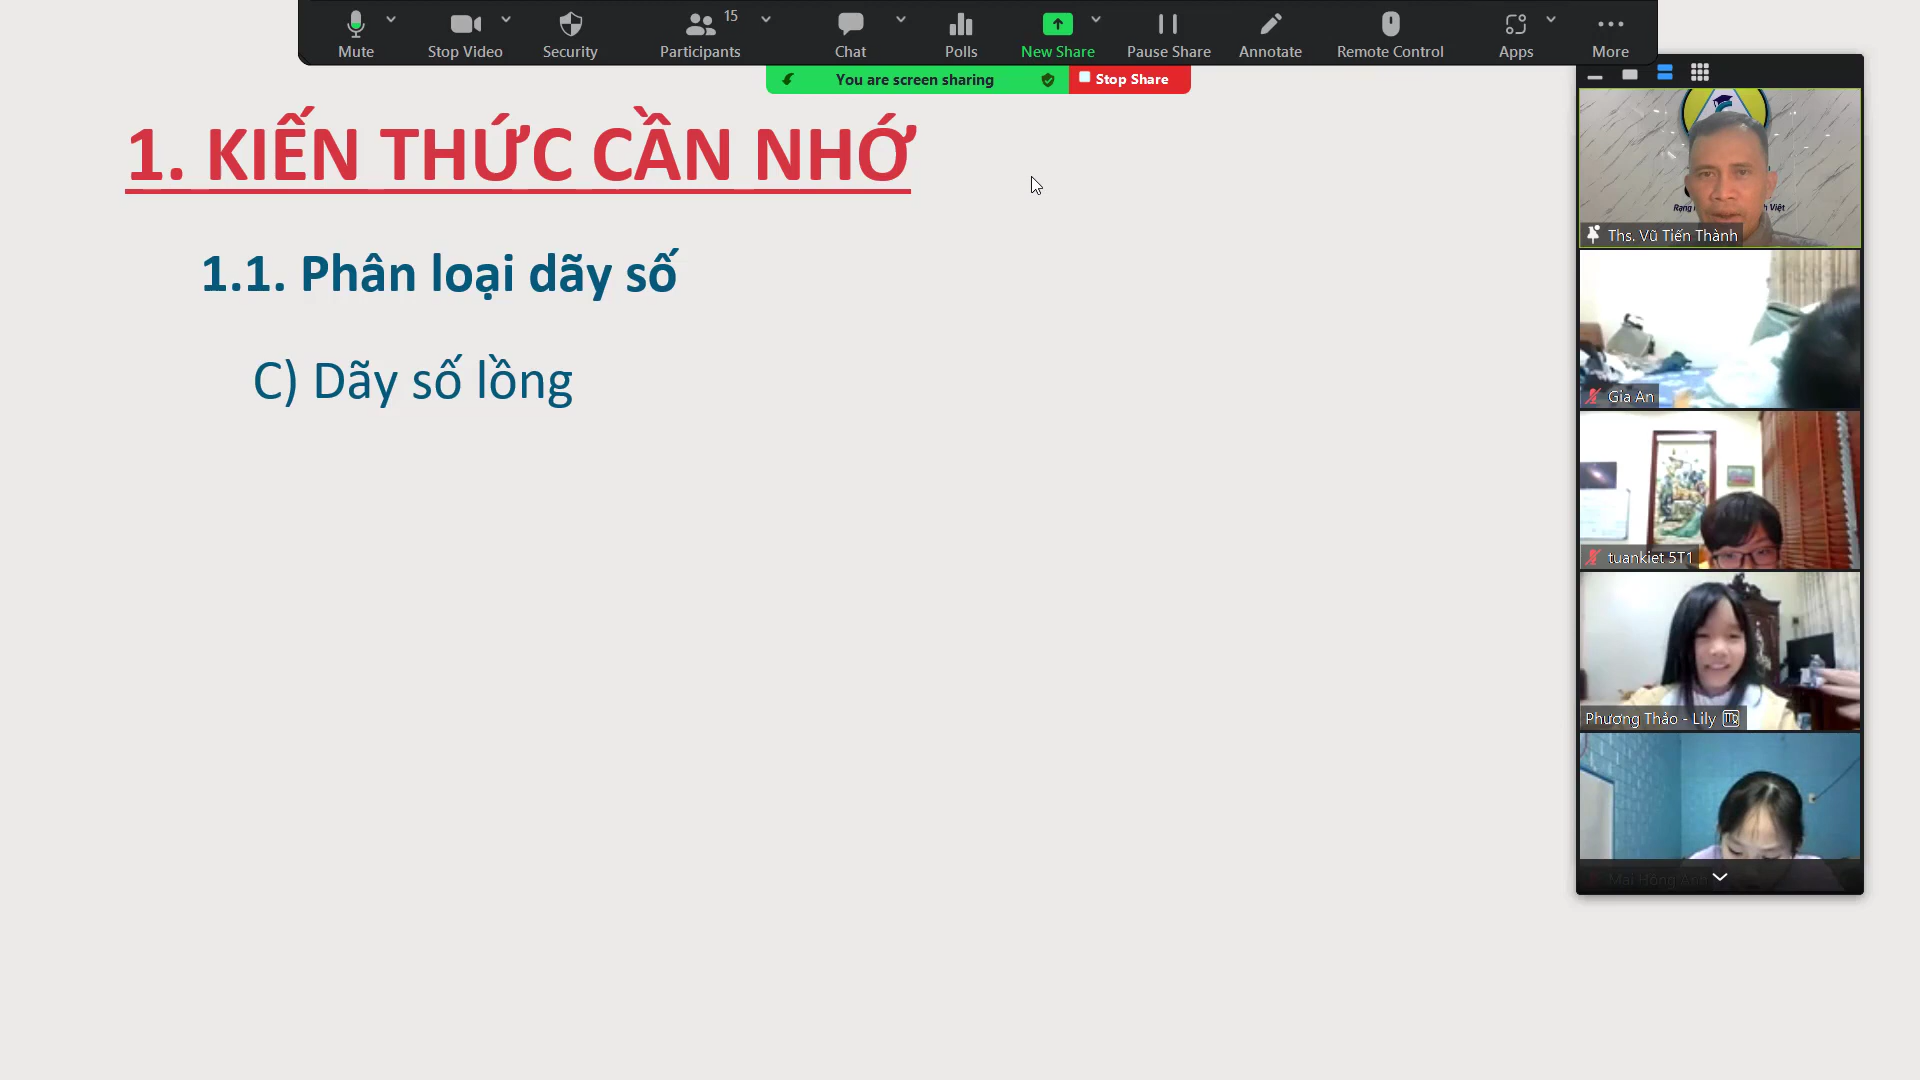 Mute
Stop Video
Security
Participants
15
Chat
Polls
New Share
Pause Share
Annotate
Remote Control
Apps
More
You are screen sharing
Stop Share
1. KIẾN THỨC CẦN NHỚ
1.1. Phân loại dãy số
C) Dãy số lồng
Ths. Vũ Tiến Thành
Gia An
tuankiet 5T1
Phương Thảo - Lily